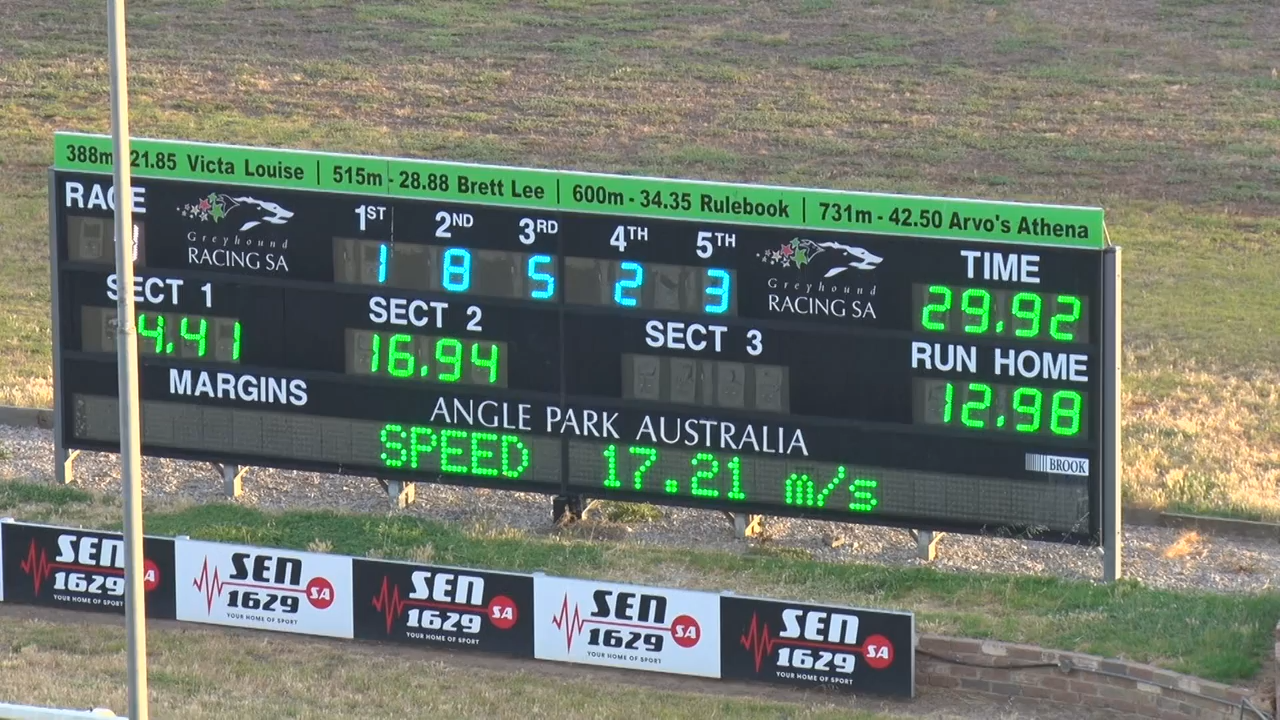 388m 21.85 Victa Louise | 515m - 28.88 Brett Lee | 600m - 34.35 Rulebook | 731m - 42.50 Arvo's Athena
RACE
Greyhound
RACING SA
1ST 2ND 3RD 4TH 5TH
1 8 5 2 3
Greyhound
RACING SA
TIME
29.92
SECT 1
4.41
SECT 2
16.94
SECT 3
RUN HOME
12.98
MARGINS
ANGLE PARK AUSTRALIA
SPEED 17.21 m/s
BROOK
SEN
1629 SA
YOUR HOME OF SPORT
SEN
1629 SA
YOUR HOME OF SPORT
SEN
1629 SA
YOUR HOME OF SPORT
SEN
1629 SA
YOUR HOME OF SPORT
SEN
1629 SA
YOUR HOME OF SPORT